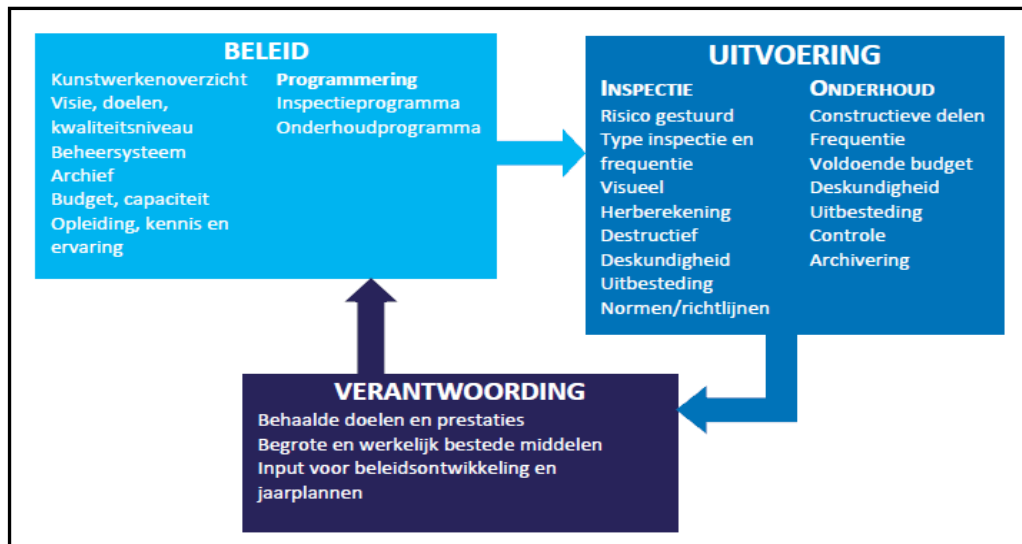 BELEID
Kunstwerkenoverzicht
Visie, doelen,
kwaliteitsniveau
Beheersysteem
Archief
Budget, capaciteit
Opleiding, kennis en
ervaring
Programmering
Inspectieprogramma
Onderhoudprogramma
UITVOERING
INSPECTIE
Risico gestuurd
Type inspectie en
frequentie
Visueel
Herberekening
Destructief
Deskundigheid
Uitbesteding
Normen/richtlijnen
ONDERHOUD
Constructieve delen
Frequentie
Voldoende budget
Deskundigheid
Uitbesteding
Controle
Archivering
VERANTWOORDING
Behaalde doelen en prestaties
Begrote en werkelijk bestede middelen
Input voor beleidsontwikkeling en
jaarplannen